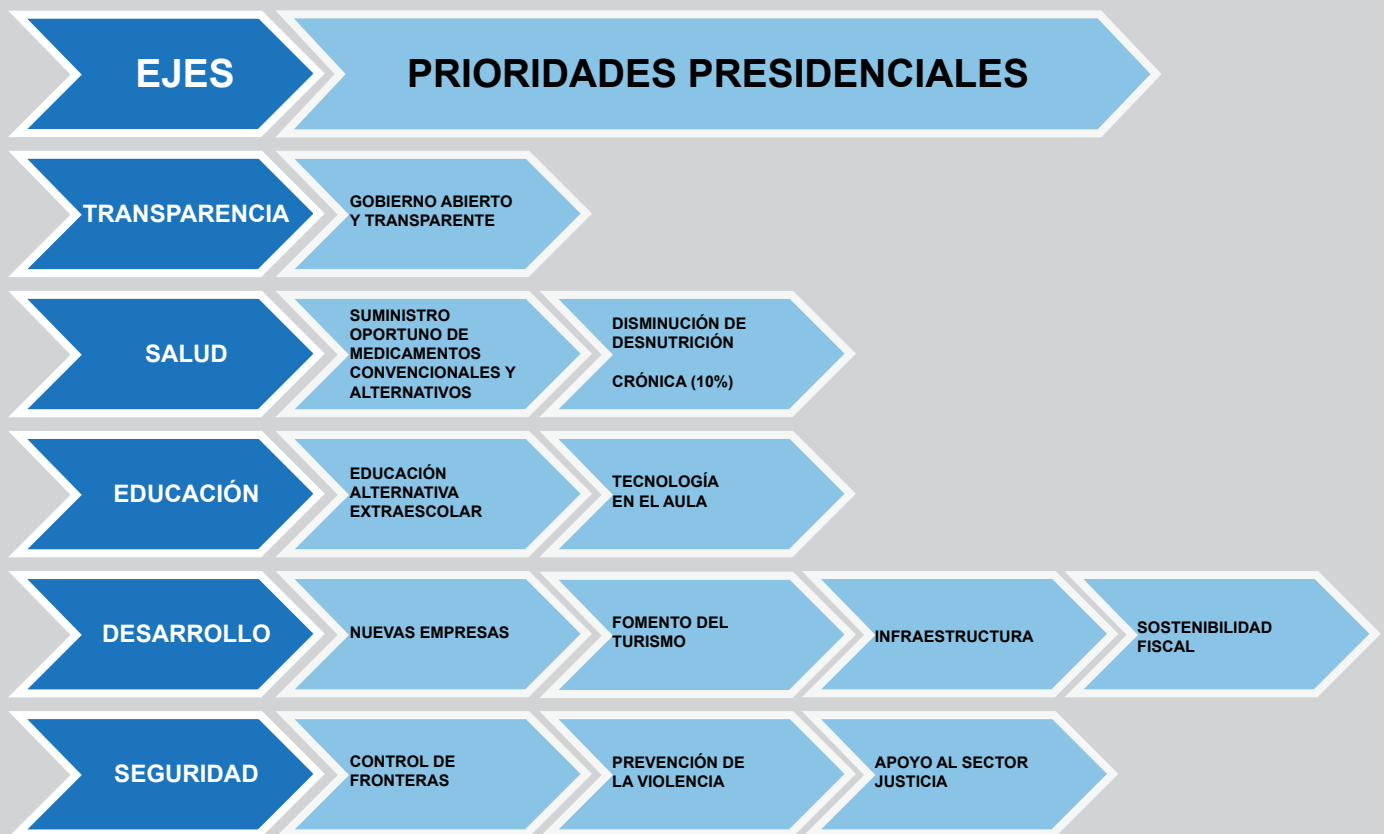 EJES
PRIORIDADES PRESIDENCIALES
TRANSPARENCIA
GOBIERNO ABIERTO
Y TRANSPARENTE
SALUD
SUMINISTRO
OPORTUNO DE
MEDICAMENTOS
CONVENCIONALES Y
ALTERNATIVOS
DISMINUCIÓN DE
DESNUTRICIÓN
CRÓNICA (10%)
EDUCACIÓN
EDUCACIÓN
ALTERNATIVA
EXTRAESCOLAR
TECNOLOGÍA
EN EL AULA
DESARROLLO
NUEVAS EMPRESAS
FOMENTO DEL
TURISMO
INFRAESTRUCTURA
SOSTENIBILIDAD
FISCAL
SEGURIDAD
CONTROL DE
FRONTERAS
PREVENCIÓN DE
LA VIOLENCIA
APOYO AL SECTOR
JUSTICIA